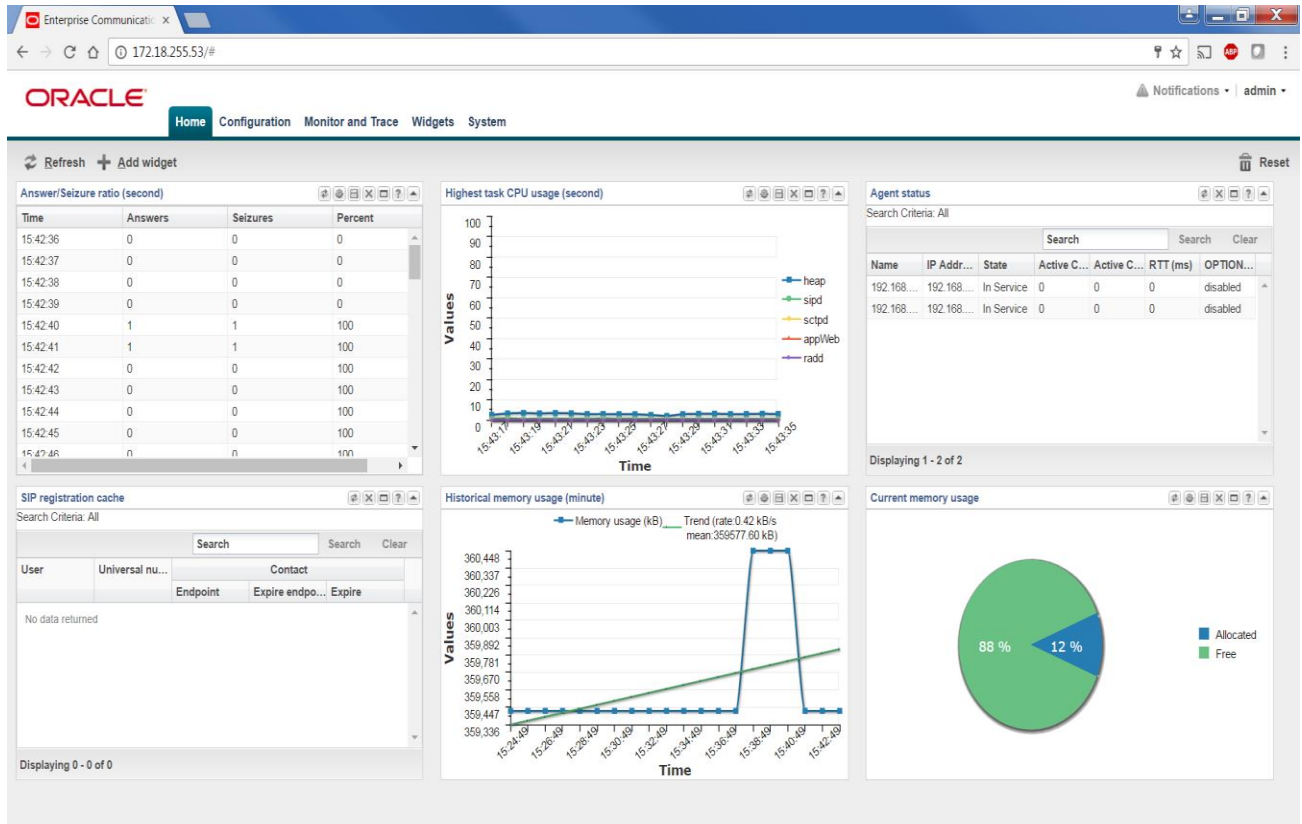 Enterprise Communicatio
172.18.255.53/#
ABP
ORACLE
Notifications admin
Home Configuration Monitor and Trace Widgets System
Refresh Add widget Reset
Answer/Seizure ratio (second)
Time Answers Seizures Percent
15:42:36 0 0 0
15:42:37 0 0 0
15:42:38 0 0 0
15:42:39 0 0 0
15:42:40 1 1 100
15:42:41 1 1 100
15:42:42 0 0 100
15:42:43 0 0 100
15:42:44 0 0 100
15:42:45 0 0 100
15:42:46 0 0 100
Highest task CPU usage (second)
100
90
80
70
60
50
40
30
20
10
0
Values
15:43:17 15:43:19 15:43:21 15:43:23 15:43:25 15:43:27 15:43:29 15:43:31 15:43:33 15:43:35
Time
heap
sipd
sctpd
appWeb
radd
Agent status
Search Criteria: All
Search Search Clear
Name IP Addr... State Active C... Active C... RTT (ms) OPTION...
192.168.... 192.168.... In Service 0 0 0 disabled
192.168.... 192.168.... In Service 0 0 0 disabled
Displaying 1 - 2 of 2
SIP registration cache
Search Criteria: All
Search Search Clear
User Universal nu... Contact
Endpoint Expire endpo... Expire
No data returned
Displaying 0 - 0 of 0
Historical memory usage (minute)
Memory usage (kB) Trend (rate:0.42 kB/s
mean:359577.60 kB)
360,448
360,337
360,226
360,114
360,003
359,892
359,781
359,670
359,558
359,447
359,336
Values
15:24:49 15:26:49 15:28:49 15:30:49 15:32:49 15:34:49 15:36:49 15:38:49 15:40:49 15:42:49
Time
Current memory usage
88 % 12 %
Allocated
Free